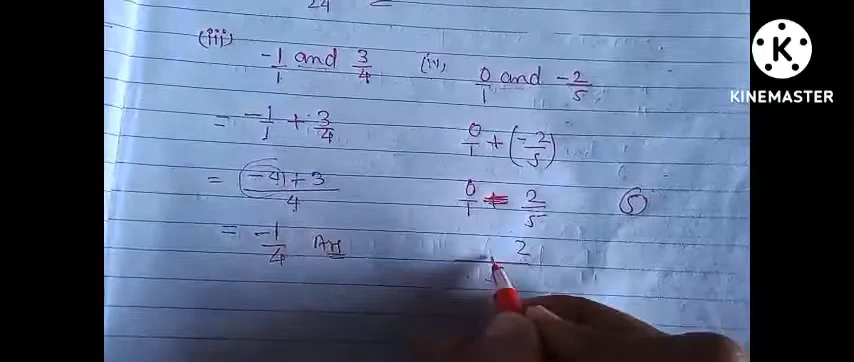 24
(iii) -1/1 and 3/4
= -1/1 + 3/4
= (-4)+3/4
= -1/4 Ans
(iv) 0/1 and -2/5
0/1 + (-2/5)
0/1 - 2/5
5
2
K
KINEMASTER